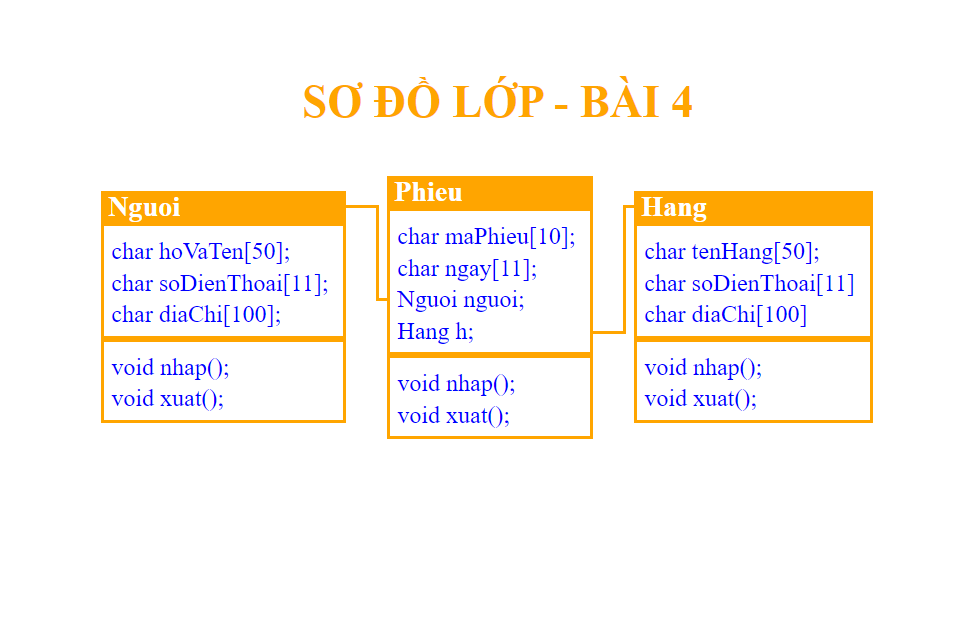 SƠ ĐỒ LỚP - BÀI 4
Nguoi
char hoVaTen[50];
char soDienThoai[11];
char diaChi[100];
void nhap();
void xuat();
Phieu
char maPhieu[10];
char ngay[11];
Nguoi nguoi;
Hang h;
void nhap();
void xuat();
Hang
char tenHang[50];
char soDienThoai[11]
char diaChi[100]
void nhap();
void xuat();